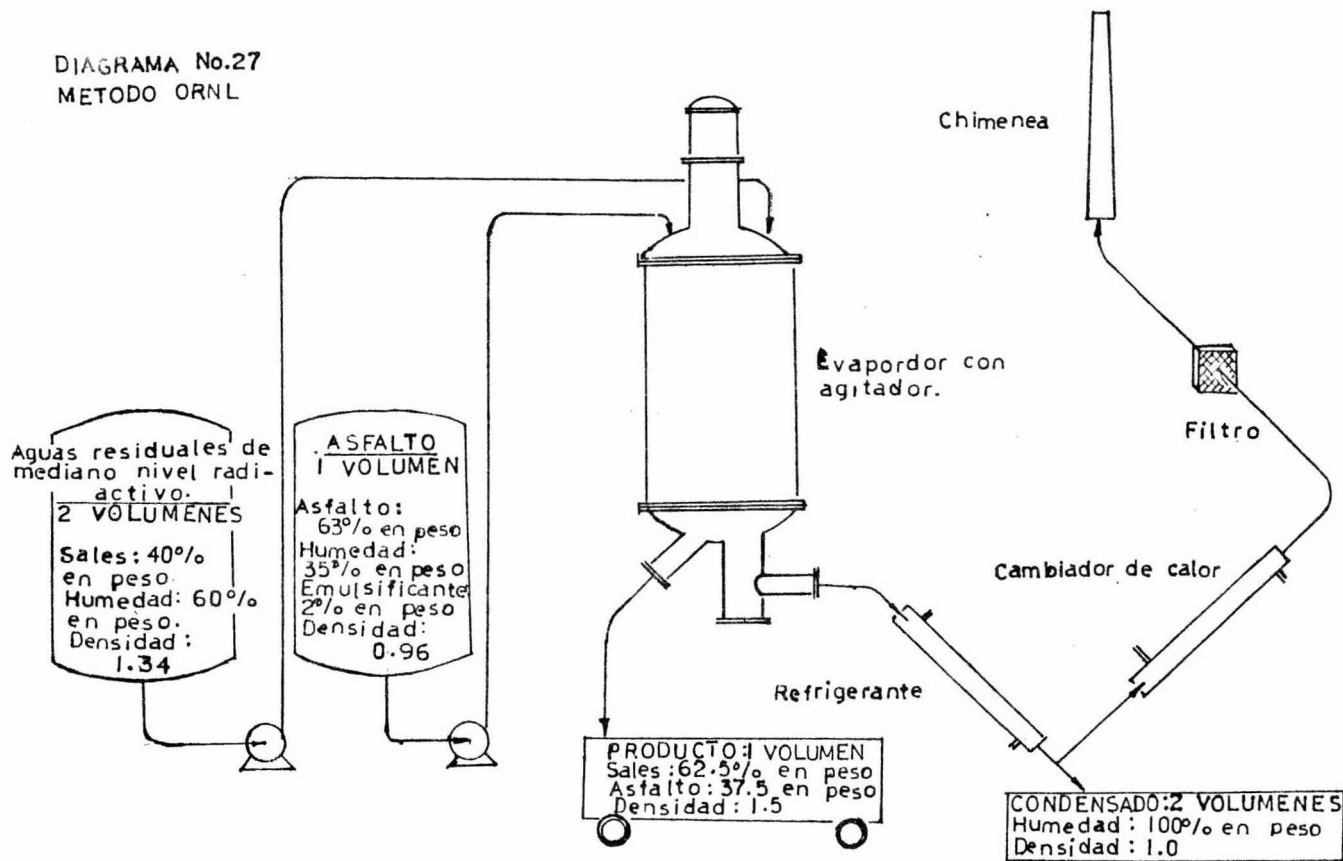 DIAGRAMA No.27
METODO ORNL
Chimenea
Evapordor con
agitador.
Filtro
Aguas residuales de
mediano nivel radi-
activo.
2 VOLUMENES
Sales: 40%
en peso.
Humedad: 60%
en peso.
Densidad:
1.34
ASFALTO
1 VOLUMEN
Asfalto:
63% en peso
Humedad:
35% en peso
Emulsificante
2% en peso
Densidad:
0.96
Cambiador de calor
Refrigerante
PRODUCTO:1 VOLUMEN
Sales:62.5% en peso
Asfalto:37.5 en peso
Densidad:1.5
CONDENSADO:2 VOLUMENES
Humedad: 100% en peso
Densidad: 1.0